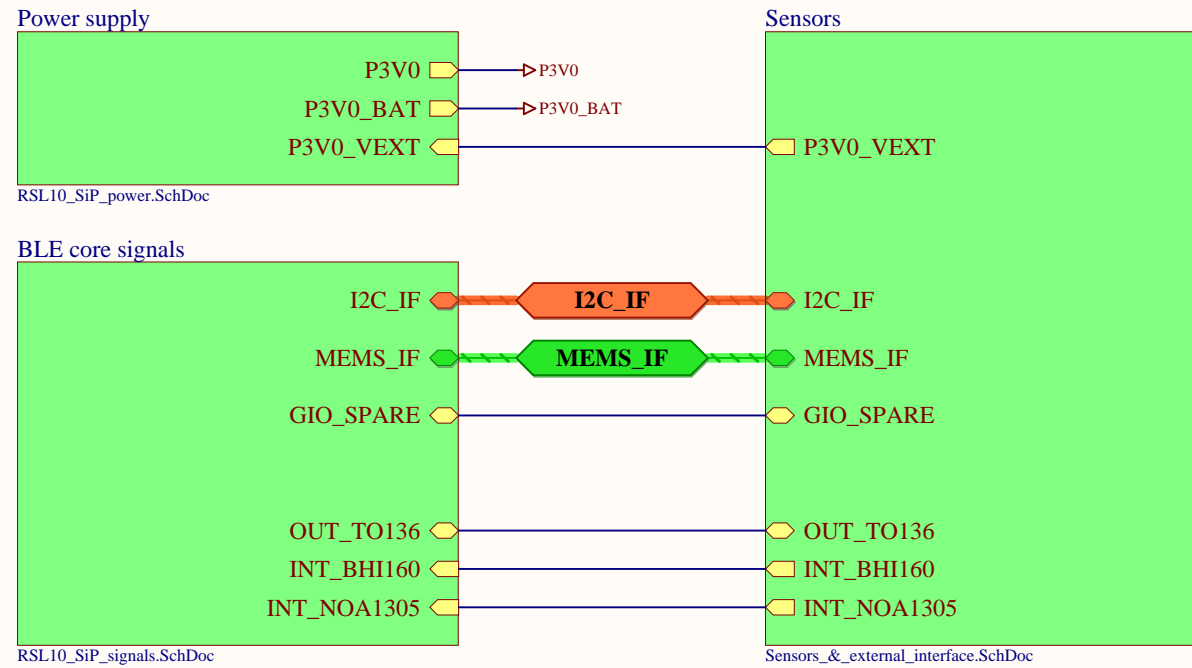 Power supply
P3V0
P3V0
P3V0_BAT
P3V0_BAT
P3V0_VEXT
RSL10_SiP_power.SchDoc
BLE core signals
I2C_IF
I2C_IF
MEMS_IF
MEMS_IF
GIO_SPARE
OUT_TO136
INT_BHI160
INT_NOA1305
RSL10_SiP_signals.SchDoc
Sensors
P3V0_VEXT
I2C_IF
MEMS_IF
GIO_SPARE
OUT_TO136
INT_BHI160
INT_NOA1305
Sensors_&_external_interface.SchDoc